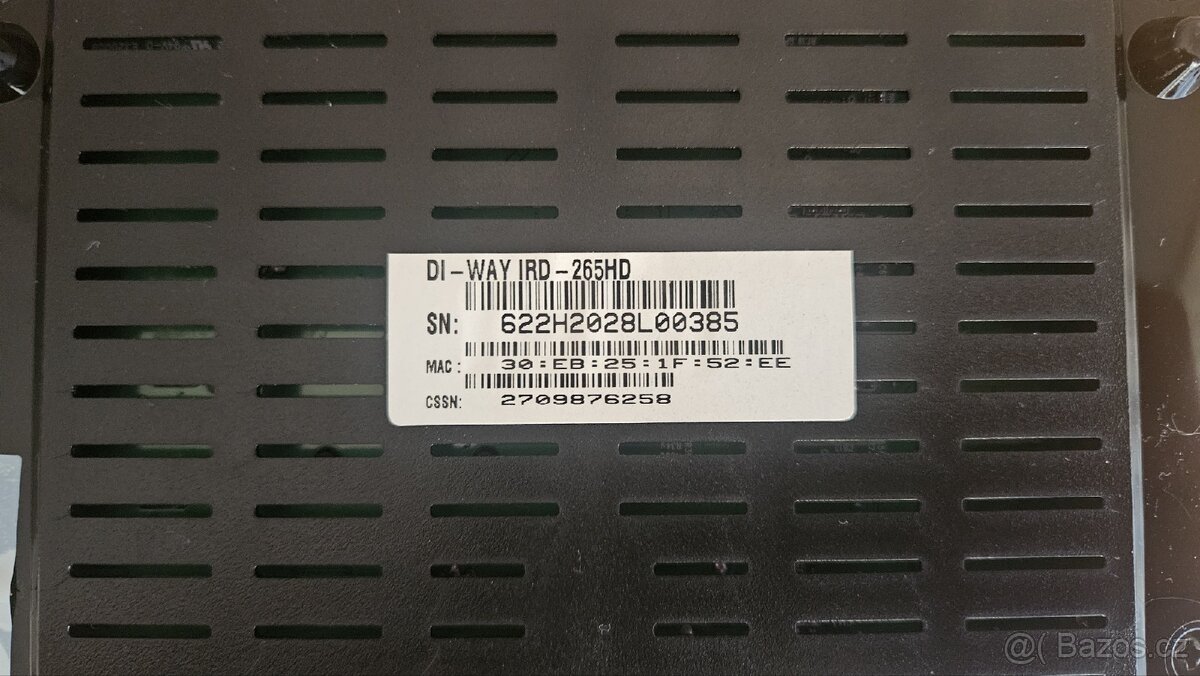 DI-WAY IRD-265HD
SN: 622H2028L00385
MAC: 30:EB:25:1F:52:EE
CSSN: 2709876258
@( Bazos.cz